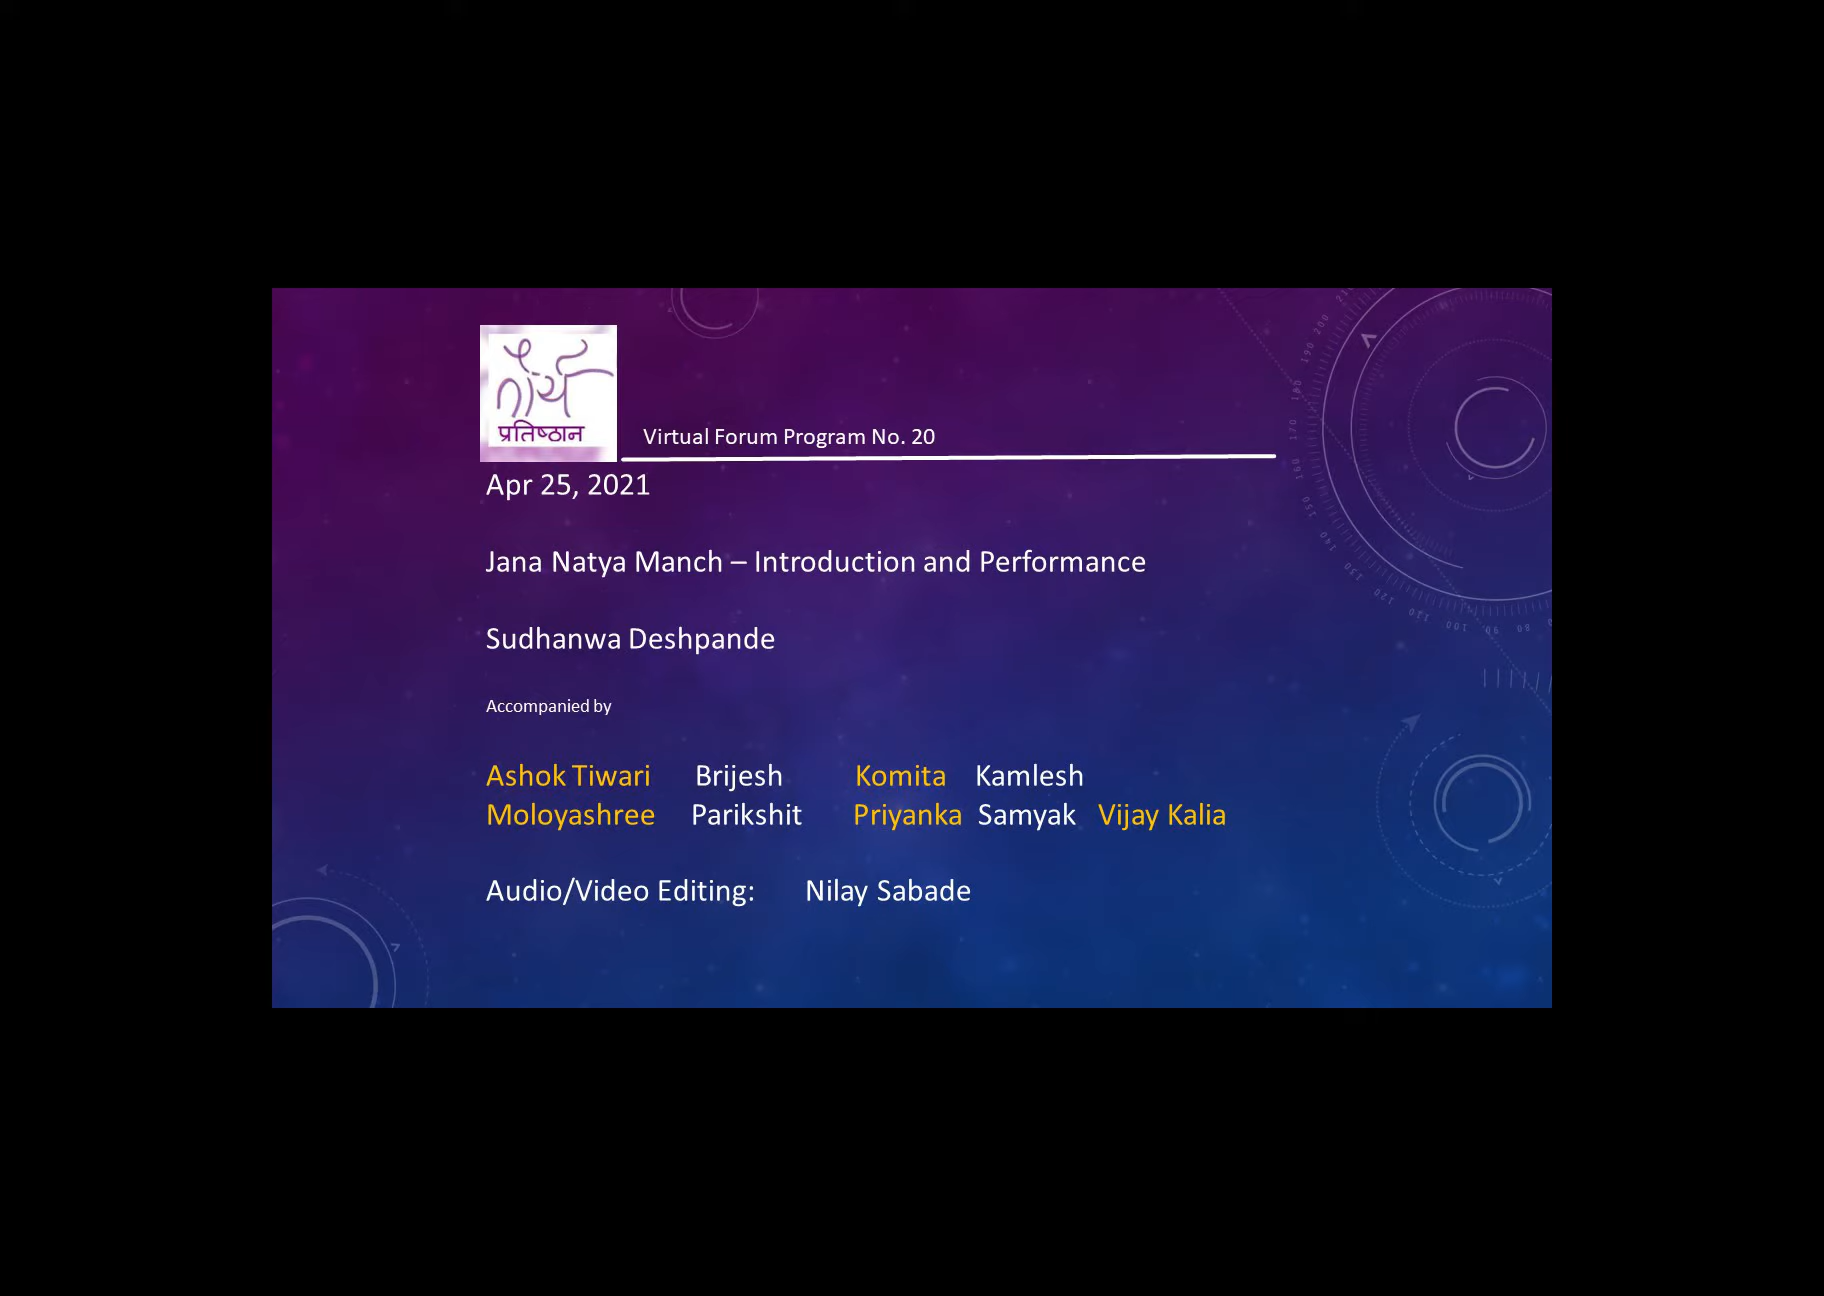 प्रतिष्ठान
Virtual Forum Program No. 20
Apr 25, 2021
Jana Natya Manch – Introduction and Performance
Sudhanwa Deshpande
Accompanied by
Ashok Tiwari Brijesh Komita Kamlesh
Moloyashree Parikshit Priyanka Samyak Vijay Kalia
Audio/Video Editing: Nilay Sabade